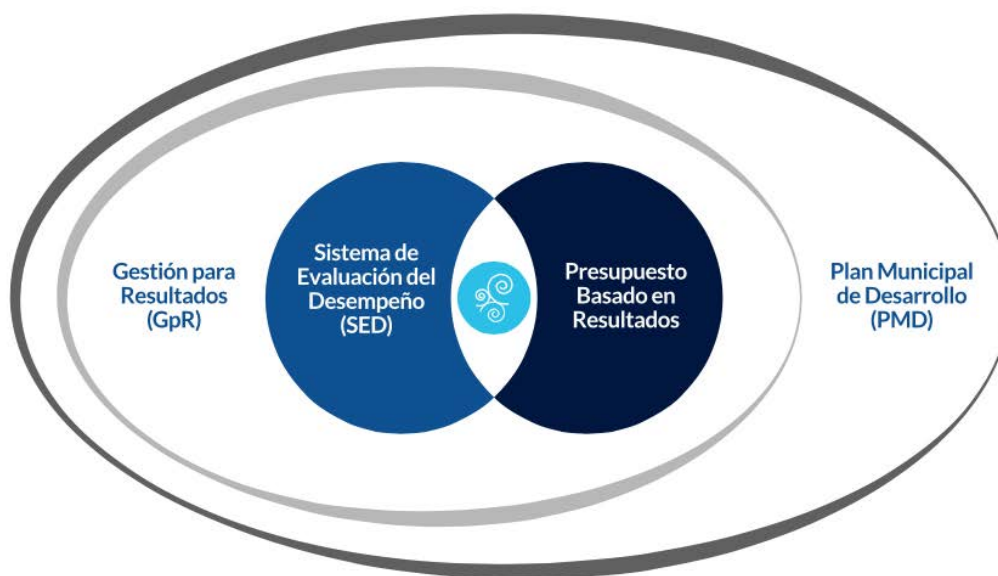 Gestión para
Resultados
(GpR)
Sistema de
Evaluación del
Desempeño
(SED)
Presupuesto
Basado en
Resultados
Plan Municipal
de Desarrollo
(PMD)